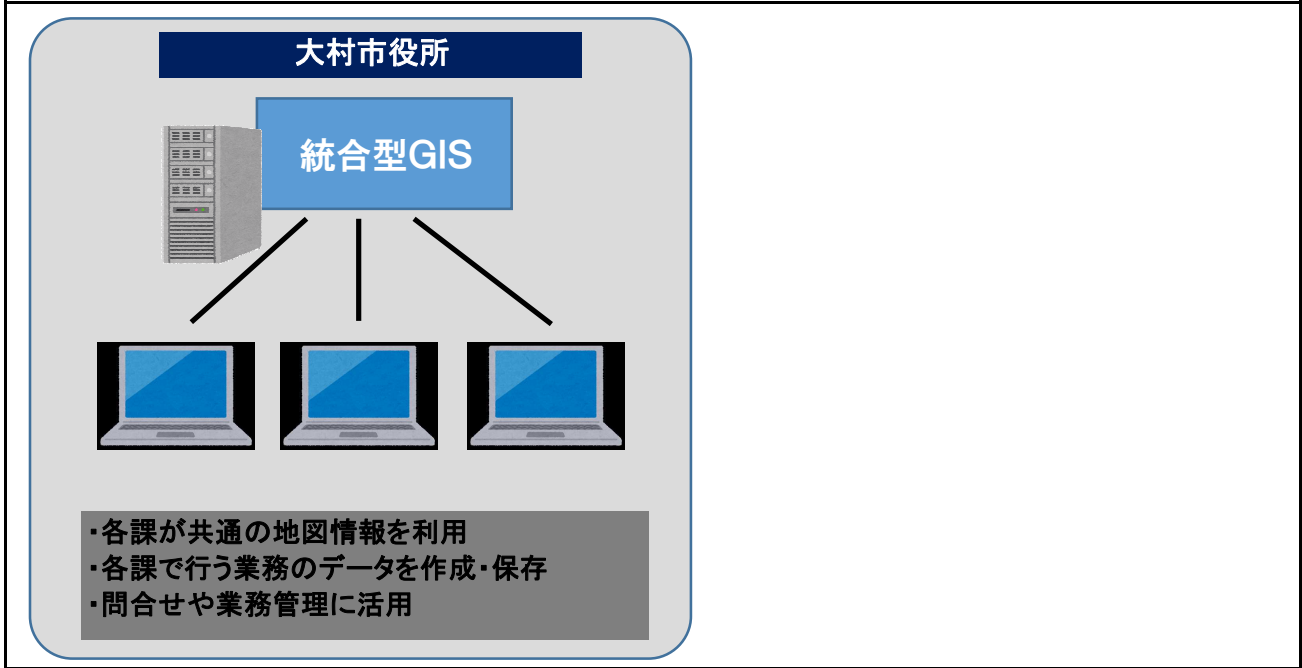 大村市役所
統合型GIS
・各課が共通の地図情報を利用
・各課で行う業務のデータを作成・保存
・問合せや業務管理に活用